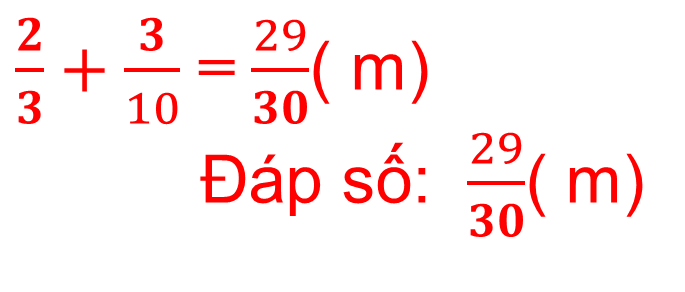 2/3 + 3/10 = 29/30( m)
Đáp số: 29/30( m)